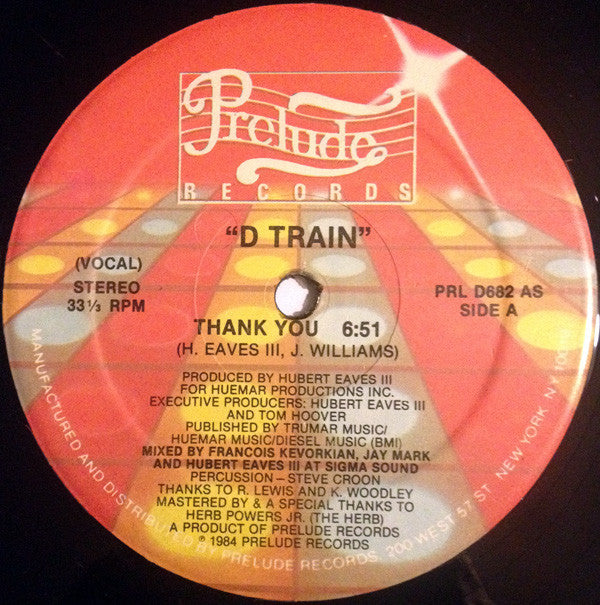 Prelude
RECORDS
"D TRAIN"
(VOCAL)
STEREO
33⅓ RPM
PRL D682 AS
SIDE A
THANK YOU 6:51
(H. EAVES III, J. WILLIAMS)
PRODUCED BY HUBERT EAVES III
FOR HUEMAR PRODUCTIONS INC.
EXECUTIVE PRODUCERS: HUBERT EAVES III
AND TOM HOOVER
PUBLISHED BY TRUMAR MUSIC/
HUEMAR MUSIC/DIESEL MUSIC (BMI)
MIXED BY FRANCOIS KEVORKIAN, JAY MARK
AND HUBERT EAVES III AT SIGMA SOUND
PERCUSSION – STEVE CROON
THANKS TO R. LEWIS AND K. WOODLEY
MASTERED BY & A SPECIAL THANKS TO
HERB POWERS JR. (THE HERB)
A PRODUCT OF PRELUDE RECORDS
℗ 1984 PRELUDE RECORDS
MANUFACTURED AND DISTRIBUTED BY PRELUDE RECORDS, 200 WEST 57 ST. NEW YORK, N.Y.